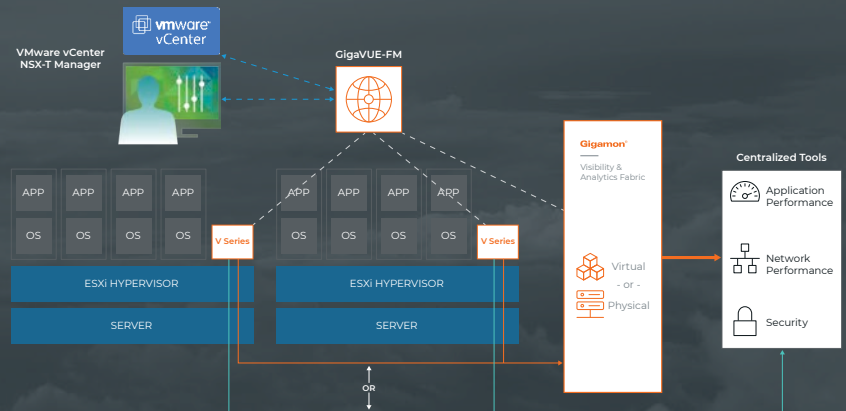 vmware®
vCenter
VMware vCenter
NSX-T Manager
GigaVUE-FM
APP APP APP APP
OS OS OS OS
V Series
ESXi HYPERVISOR
SERVER
APP APP APP APP
OS OS OS OS
V Series
ESXi HYPERVISOR
SERVER
OR
Gigamon®
Visibility &
Analytics Fabric
Virtual
- or -
Physical
Centralized Tools
Application
Performance
Network
Performance
Security